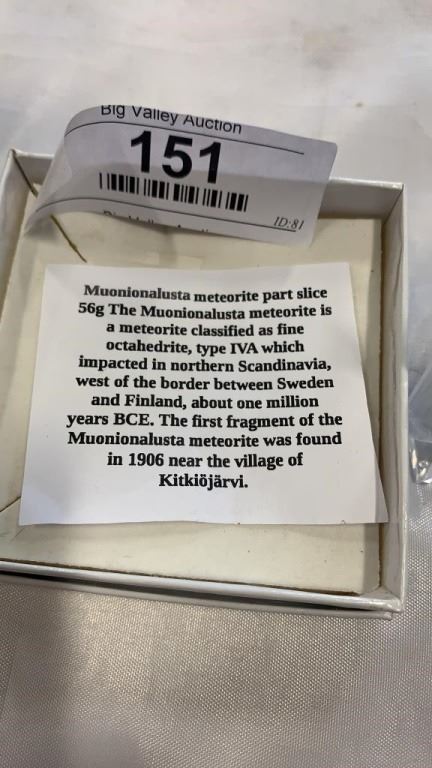 Big Valley Auction
151
ID:81
Muonionalusta meteorite part slice
56g The Muonionalusta meteorite is
a meteorite classified as fine
octahedrite, type IVA which
impacted in northern Scandinavia,
west of the border between Sweden
and Finland, about one million
years BCE. The first fragment of the
Muonionalusta meteorite was found
in 1906 near the village of
Kitkiöjärvi.